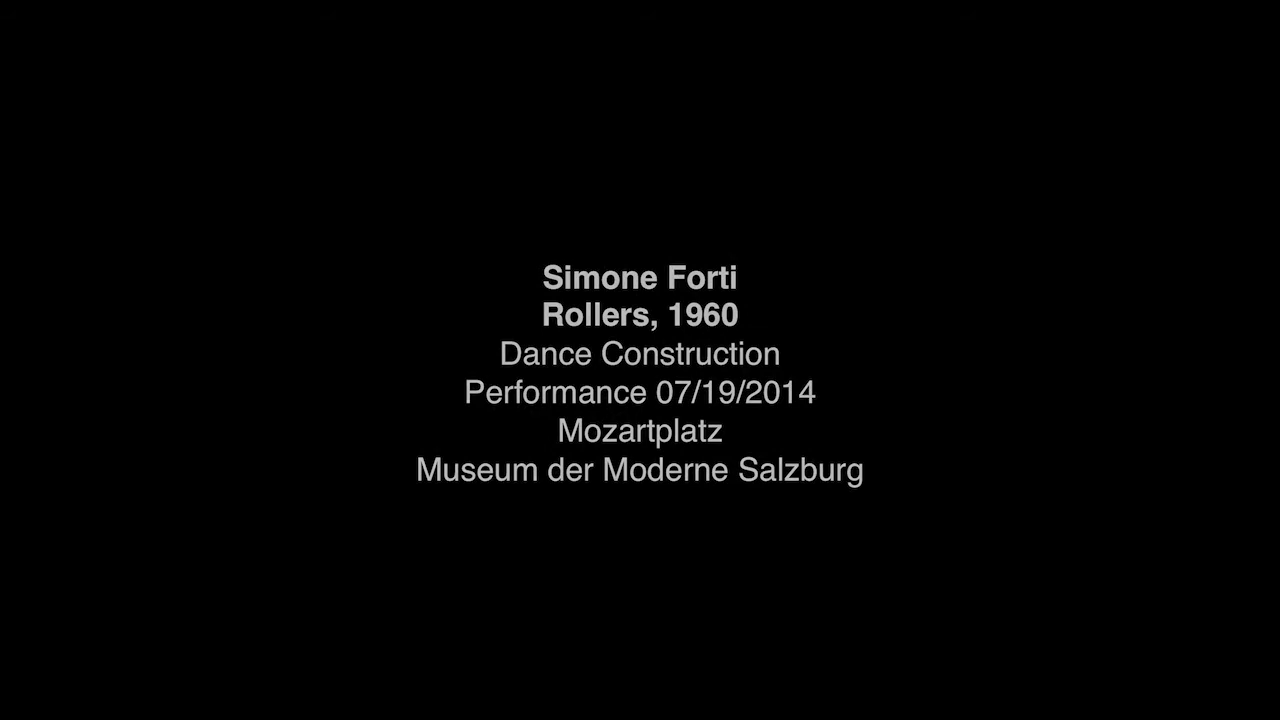 Simone Forti
Rollers, 1960
Dance Construction
Performance 07/19/2014
Mozartplatz
Museum der Moderne Salzburg